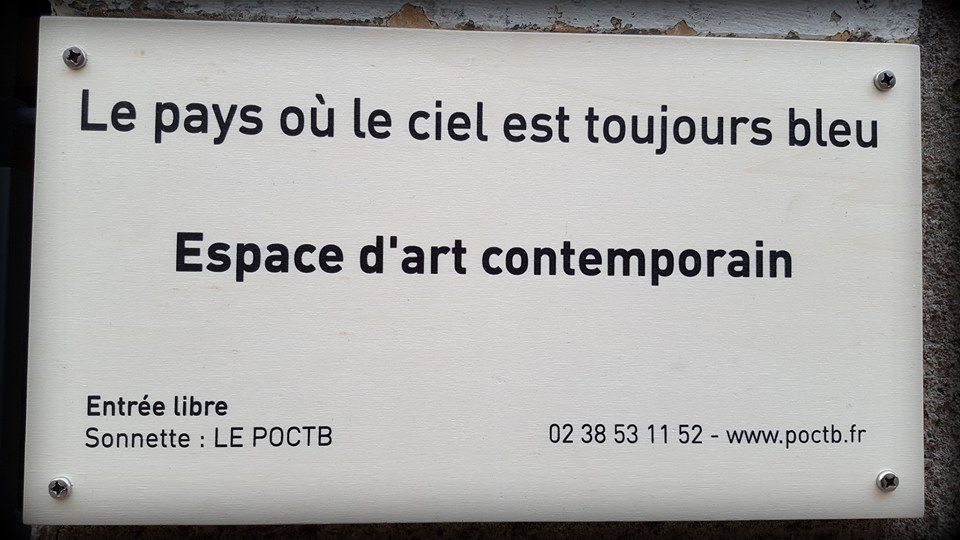 Le pays où le ciel est toujours bleu
Espace d'art contemporain
Entrée libre
Sonnette : LE POCTB
02 38 53 11 52 - www.poctb.fr